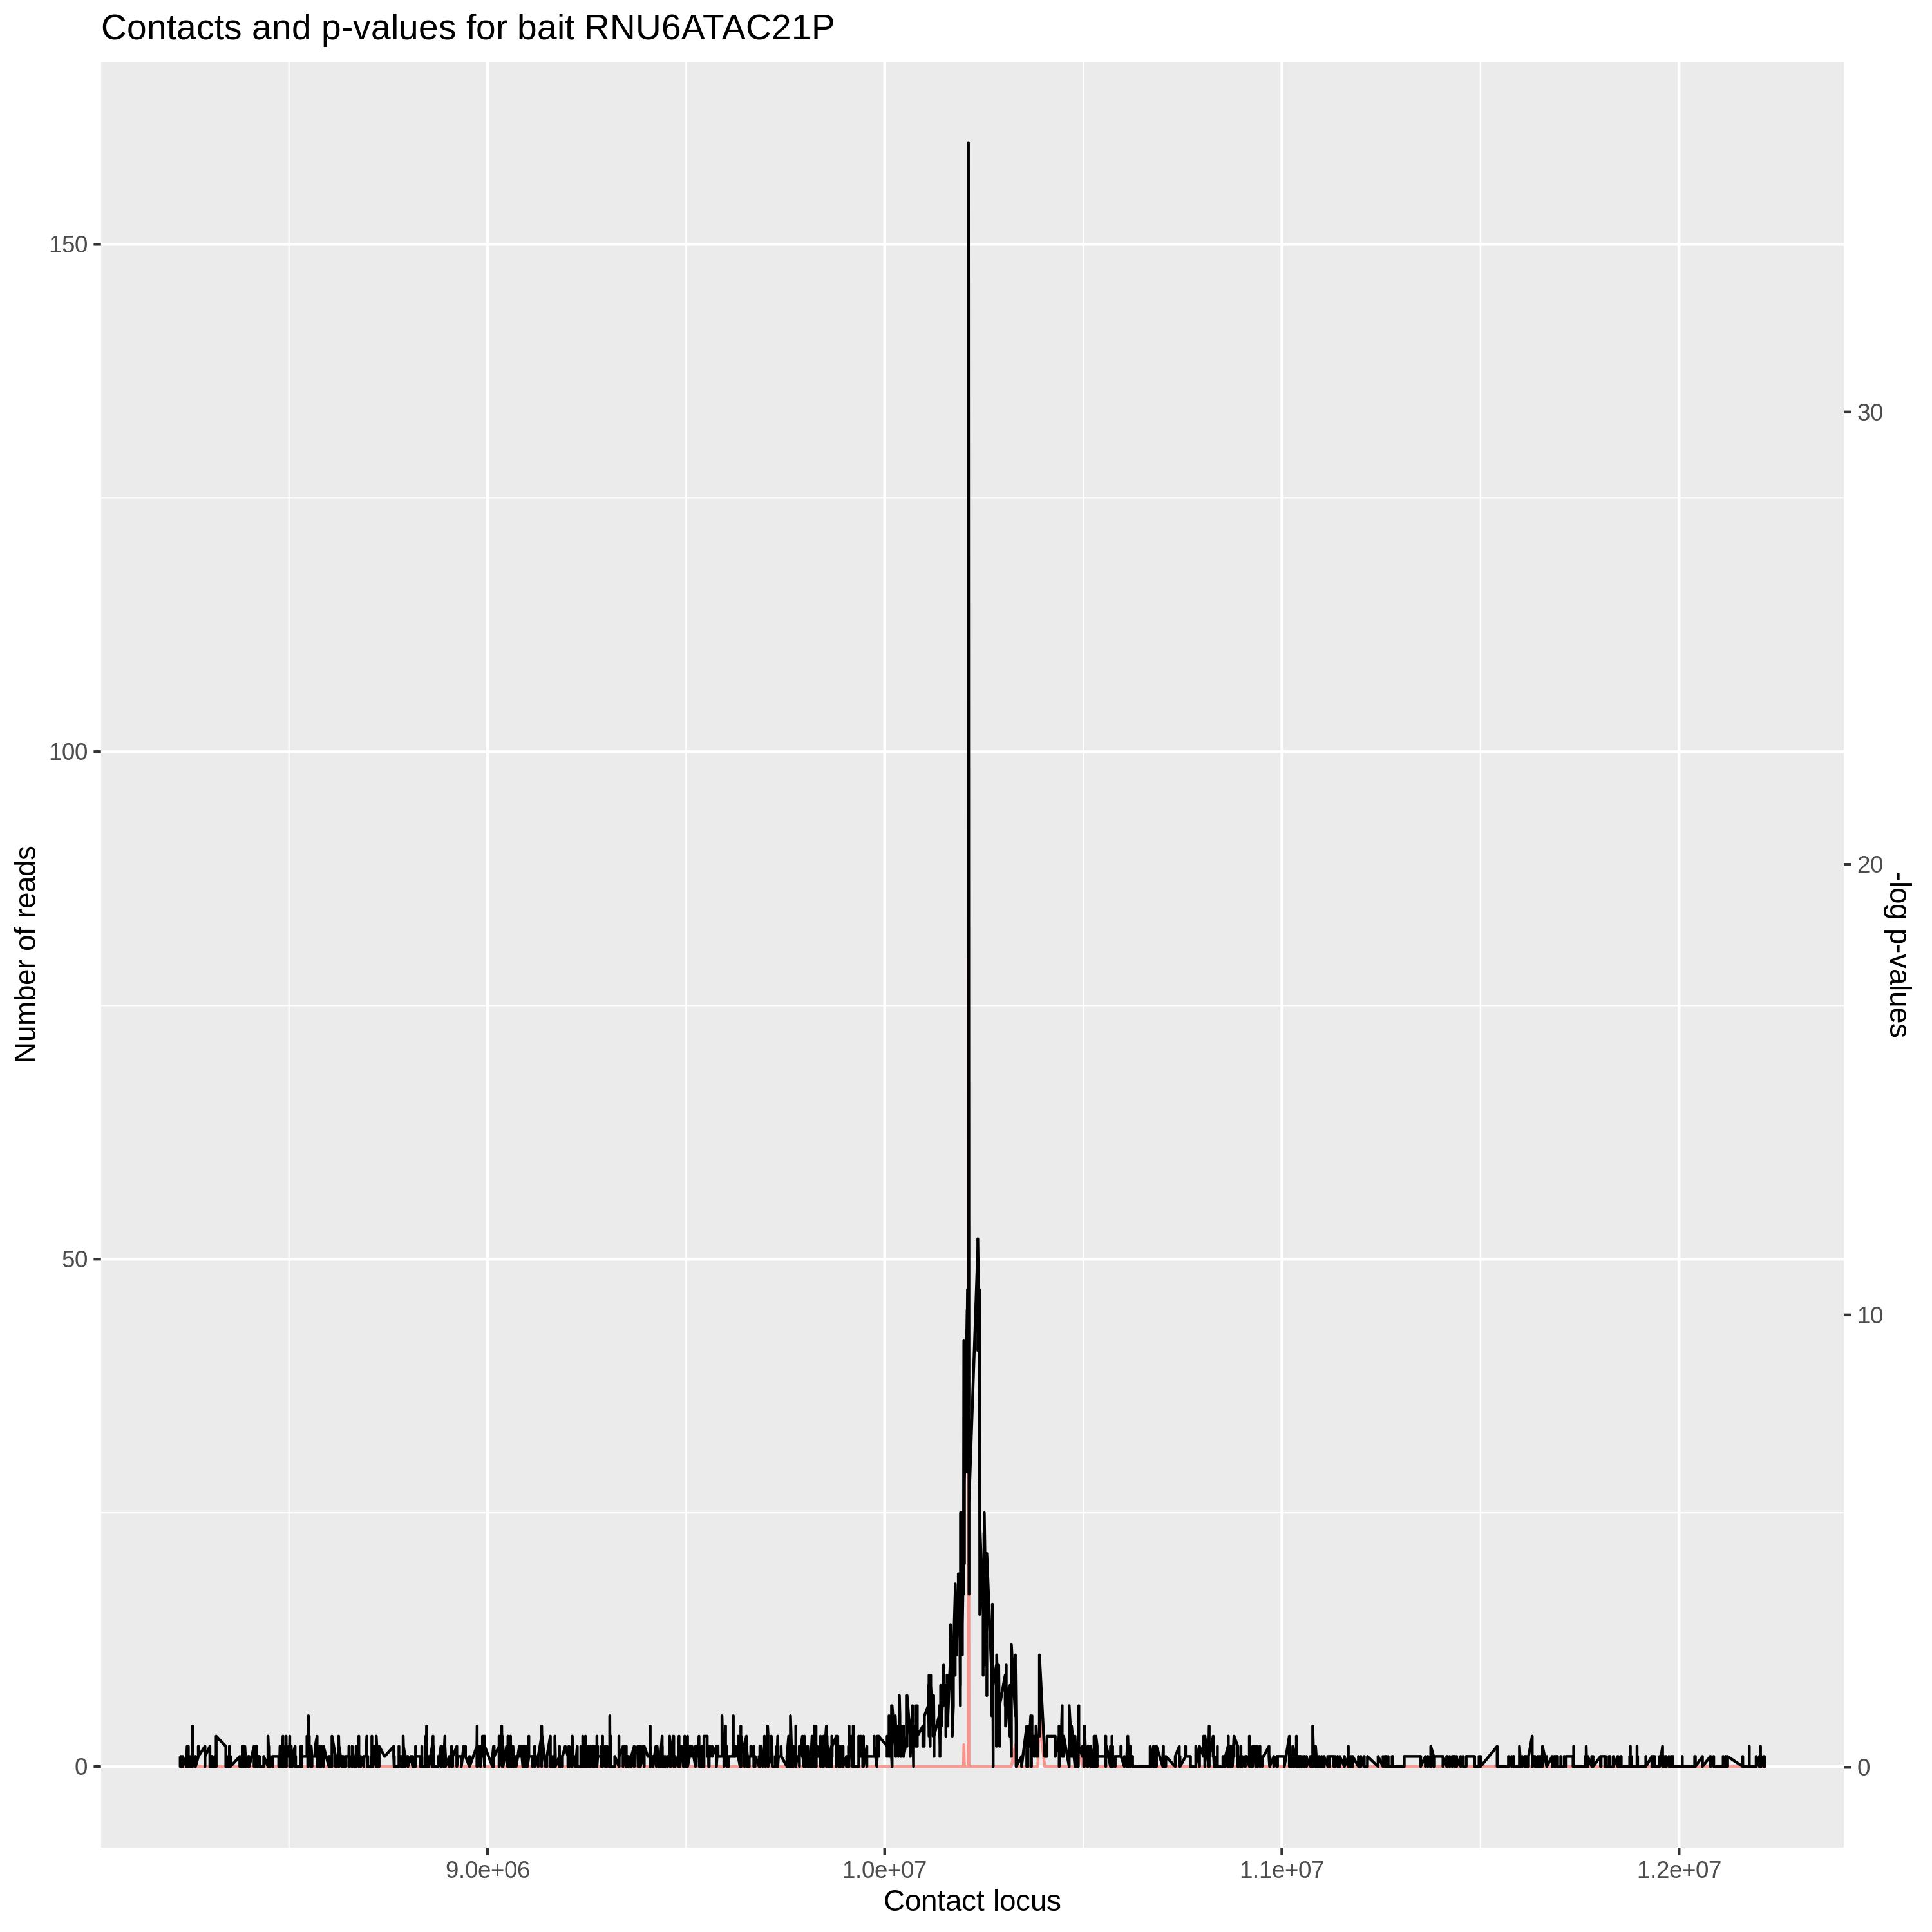 Contacts and p-values for bait RNU6ATAC21P
150
100
50
0
Number of reads
30
20
10
0
-log p-values
9.0e+06
1.0e+07
1.1e+07
1.2e+07
Contact locus